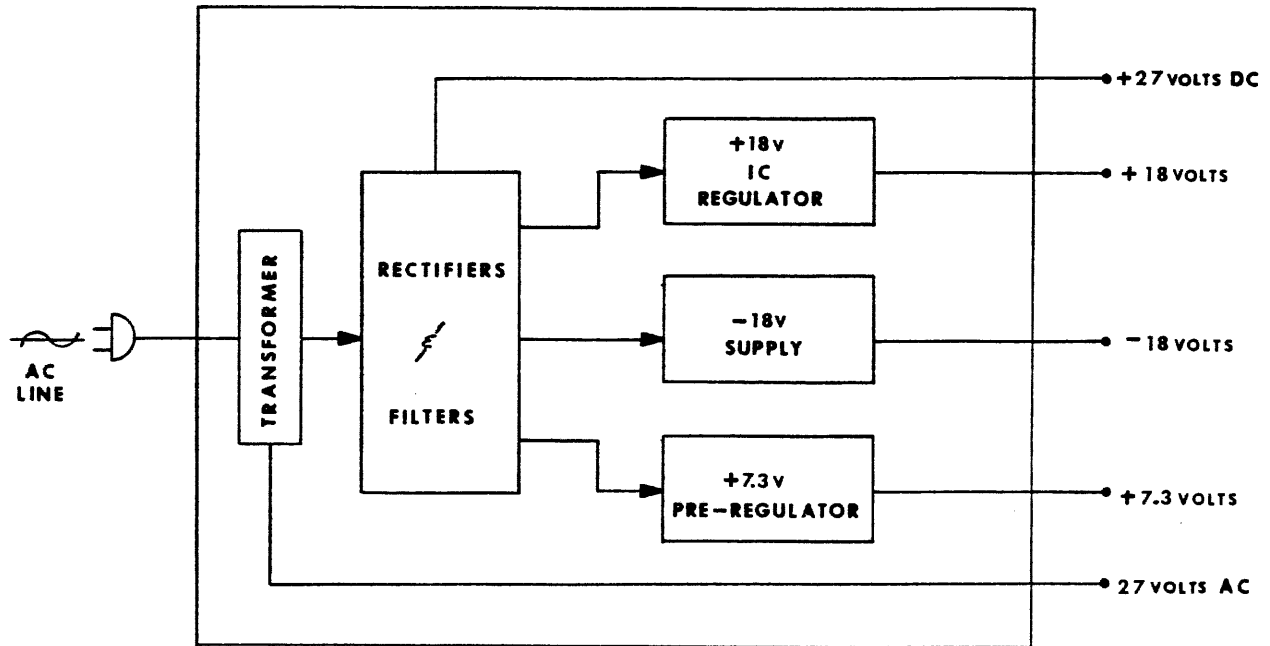 +27 VOLTS DC
+18V
IC
REGULATOR
+ 18 VOLTS
TRANSFORMER
RECTIFIERS
&
FILTERS
−18V
SUPPLY
− 18 VOLTS
AC
LINE
+7.3V
PRE-REGULATOR
+7.3 VOLTS
27 VOLTS AC